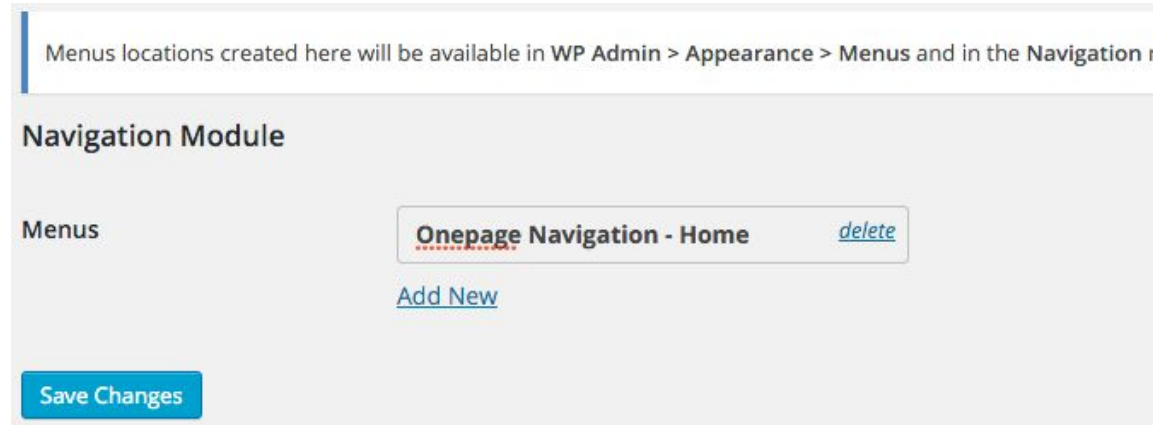 Menus locations created here will be available in WP Admin > Appearance > Menus and in the Navigation
Navigation Module
Menus
Onepage Navigation - Home
delete
Add New
Save Changes